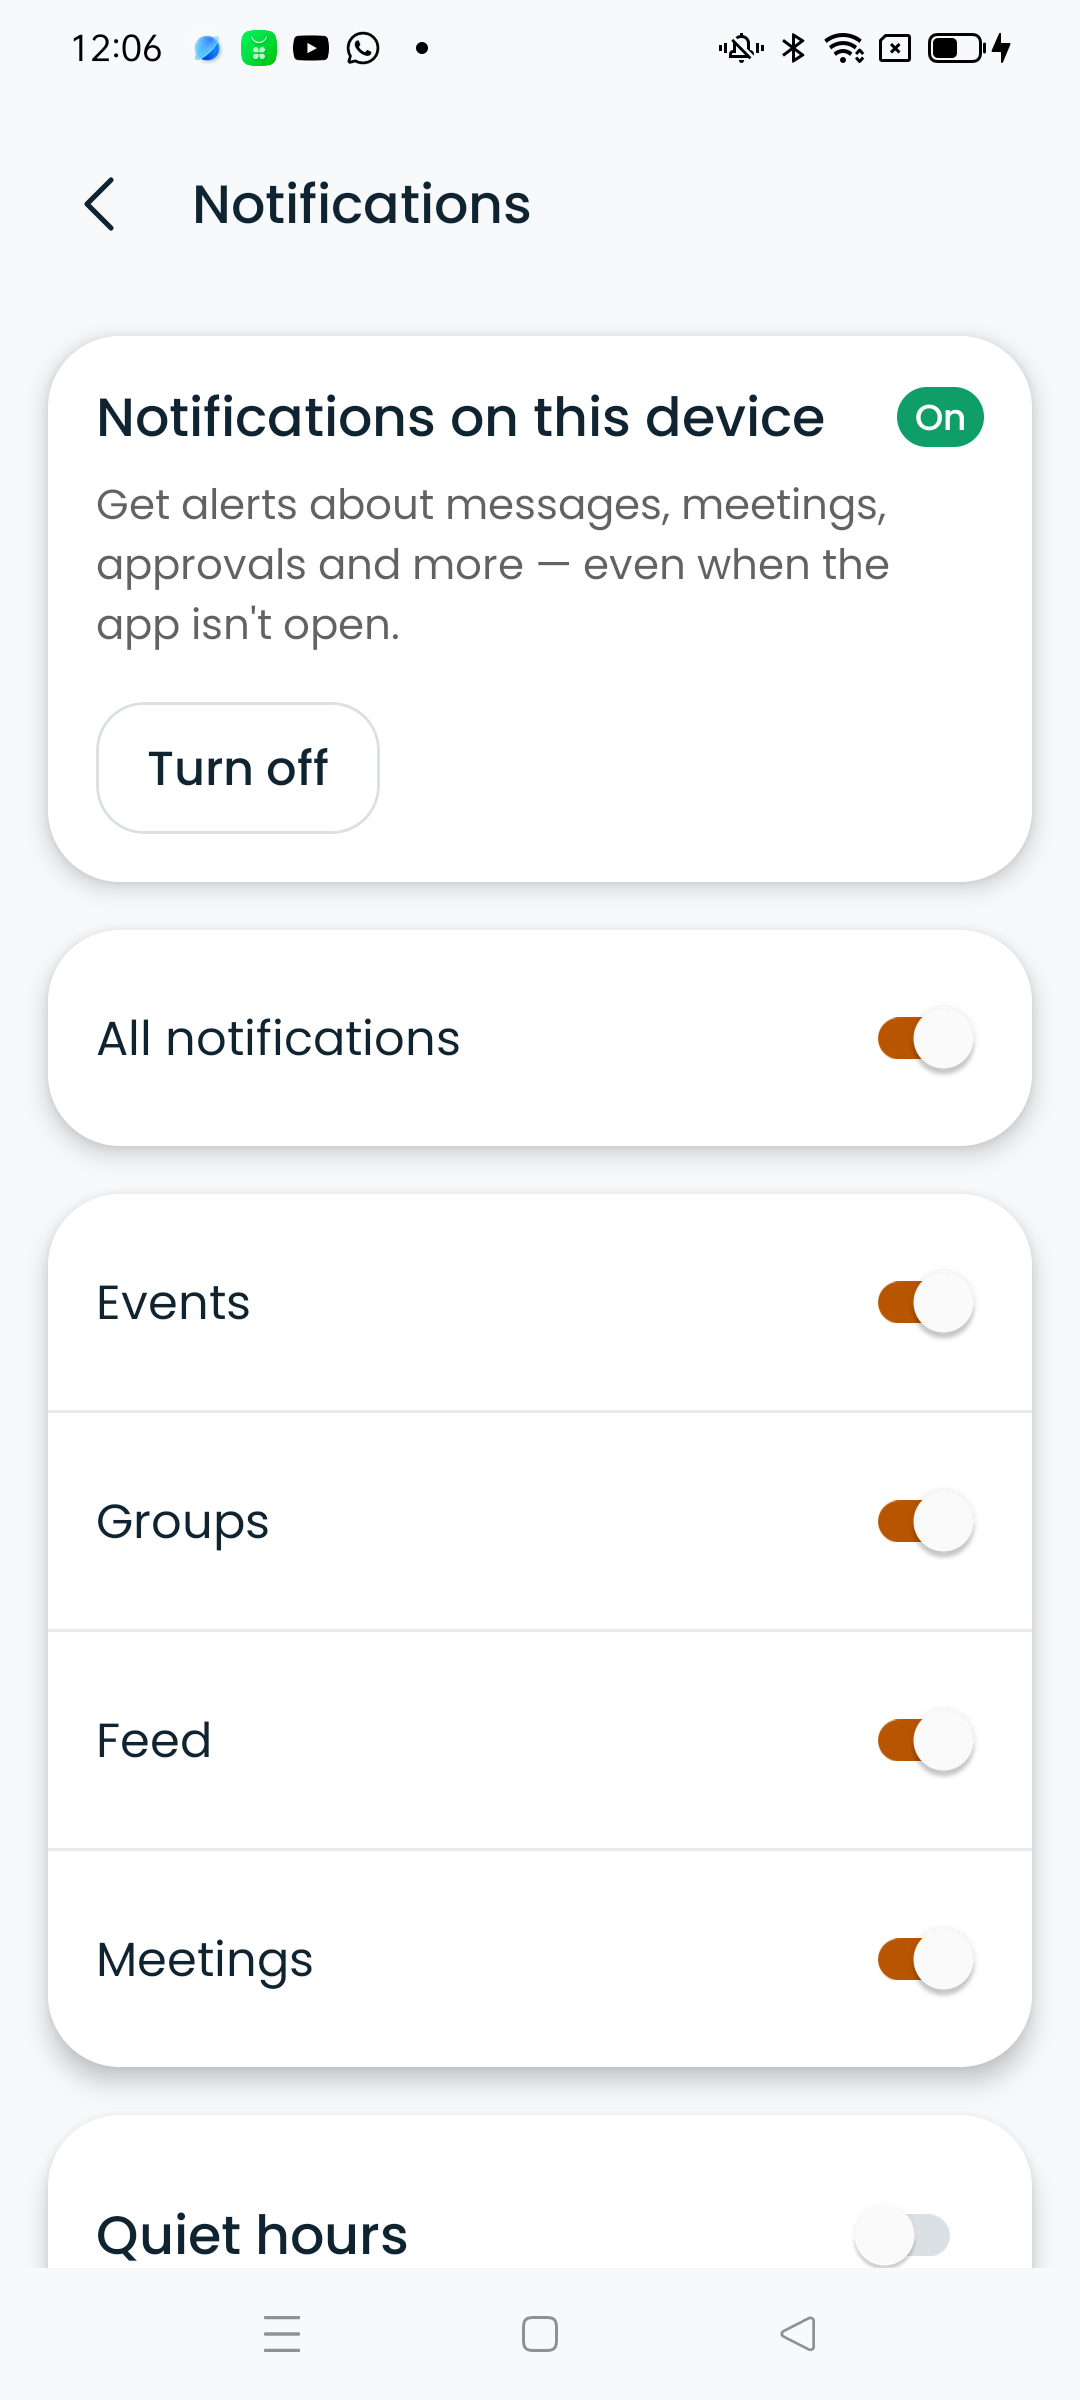 12:06
Notifications
Notifications on this device
On
Get alerts about messages, meetings,
approvals and more — even when the
app isn't open.
Turn off
All notifications
Events
Groups
Feed
Meetings
Quiet hours